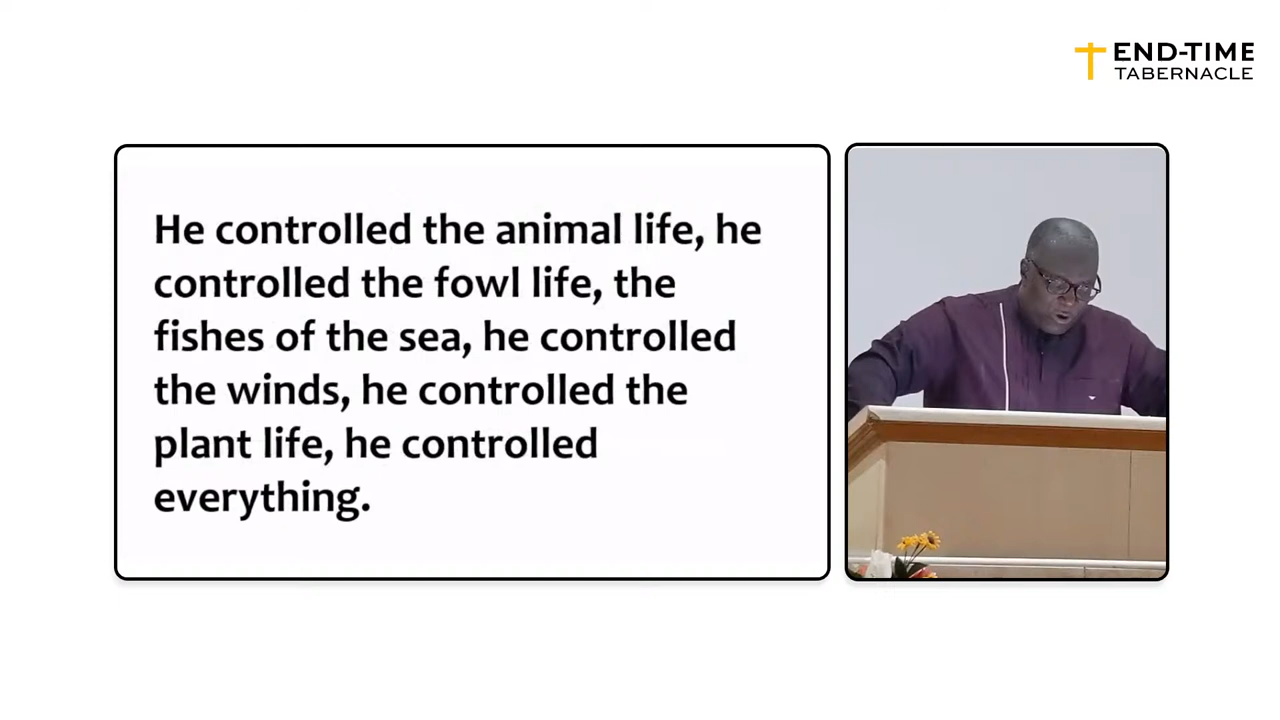 END-TIME
TABERNACLE
He controlled the animal life, he
controlled the fowl life, the
fishes of the sea, he controlled
the winds, he controlled the
plant life, he controlled
everything.